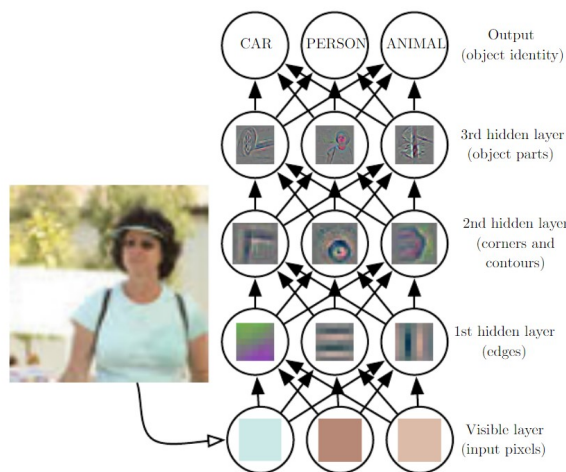 CAR
PERSON
ANIMAL
Output
(object identity)
3rd hidden layer
(object parts)
2nd hidden layer
(corners and
contours)
1st hidden layer
(edges)
Visible layer
(input pixels)